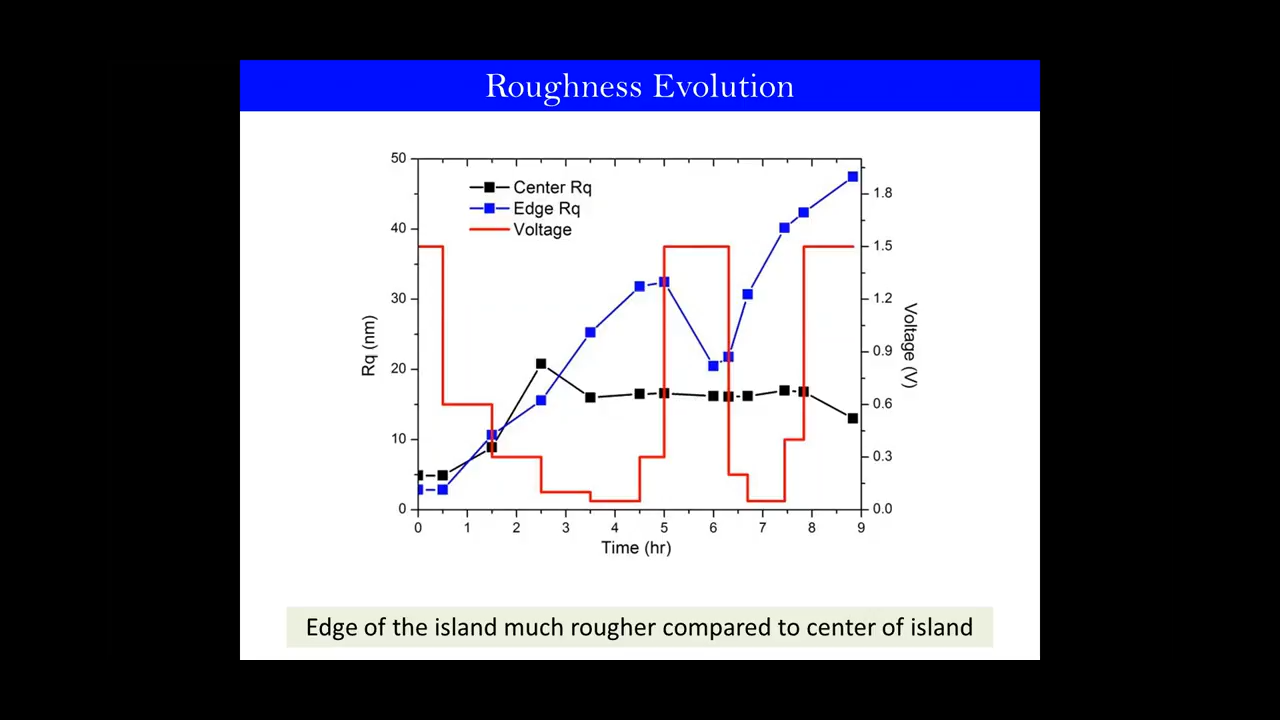 Roughness Evolution
50
40
30
20
10
0
Rq (nm)
Center Rq
Edge Rq
Voltage
1.8
1.5
1.2
0.9
0.6
0.3
0.0
Voltage (V)
0 1 2 3 4 5 6 7 8 9
Time (hr)
Edge of the island much rougher compared to center of island